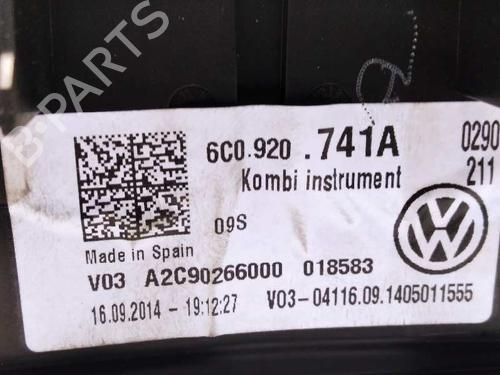 B-PARTS
6C0.920 .741A 0290
Kombi instrument 211
09S
Made in Spain
V03 A2C90266000 018583
16.09.2014 - 19:12:27 V03-04116.09.1405011555